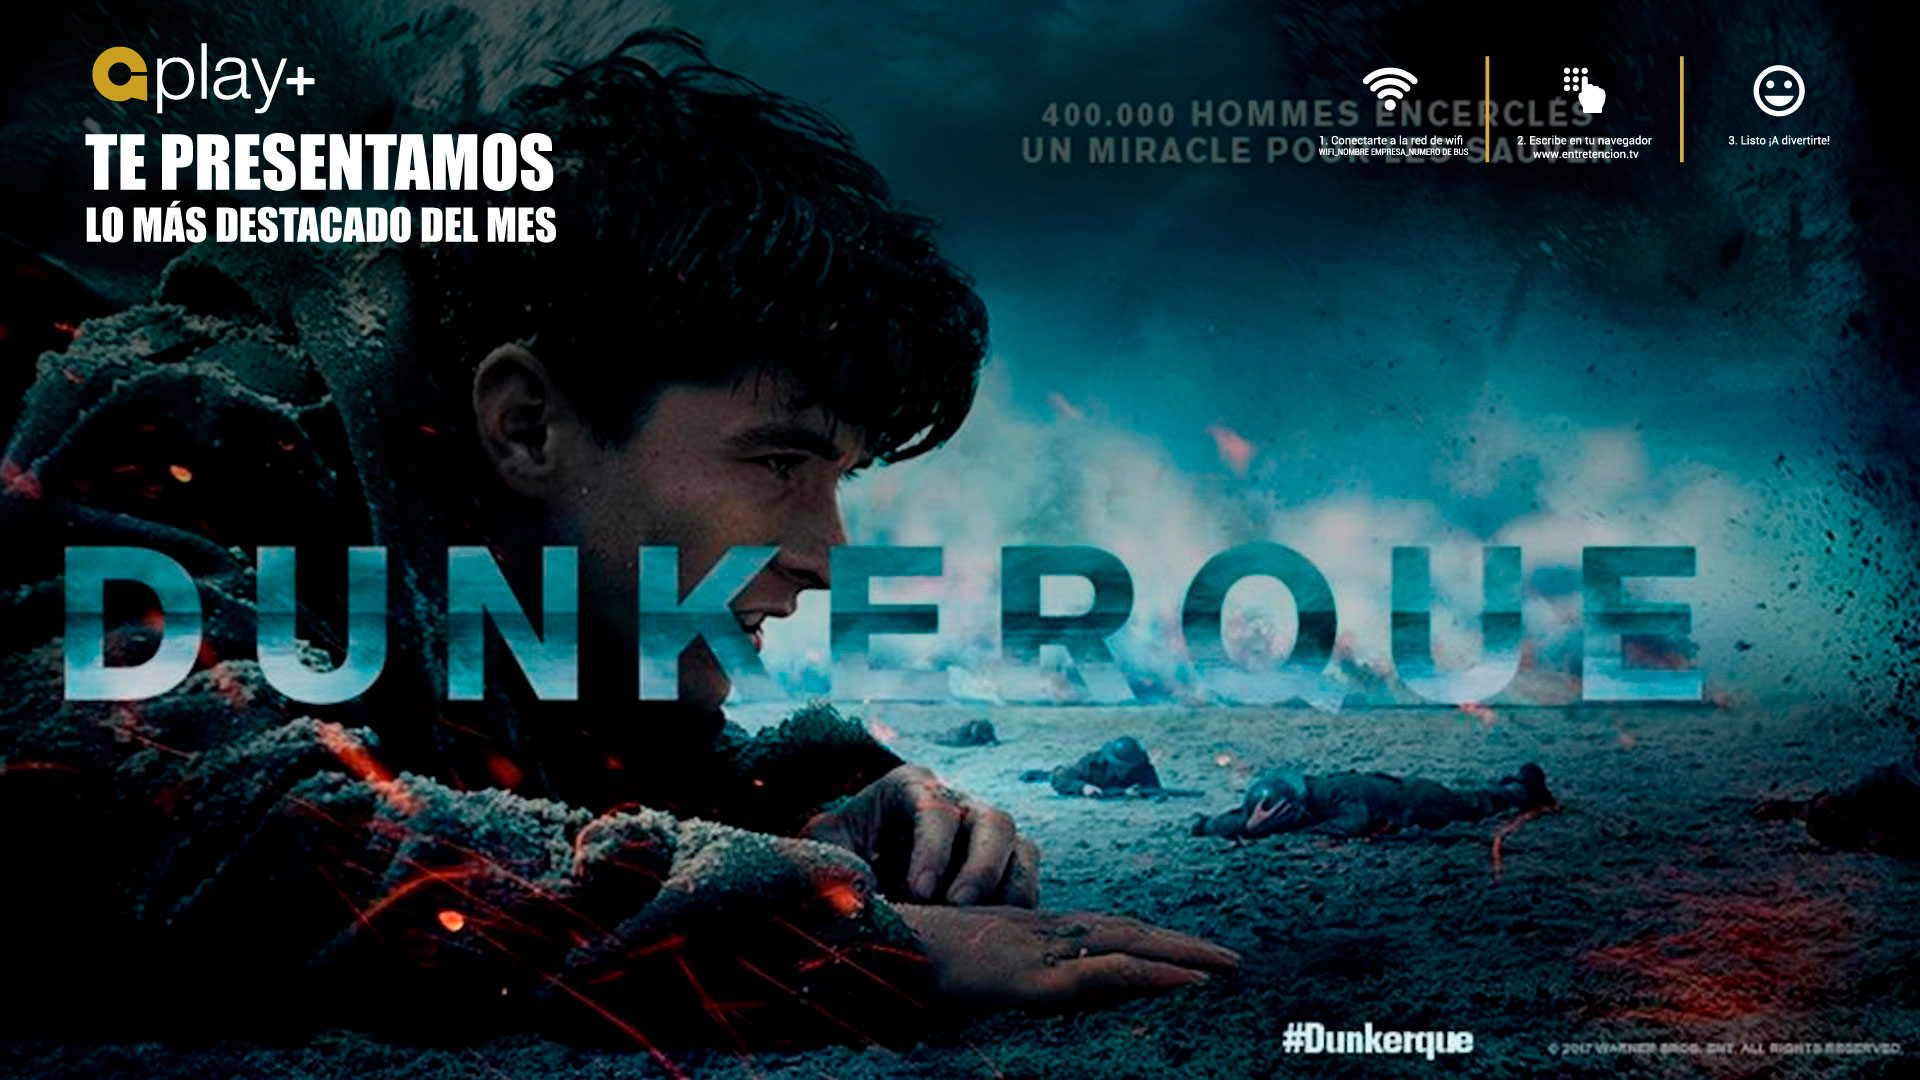 aplay+
TE PRESENTAMOS
LO MÁS DESTACADO DEL MES
400.000 HOMMES ENCERCLÉS
UN MIRACLE
1. Conectarte a la red de wifi
WIFI_NOMBRE EMPRESA_NUMERO DE BUS
2. Escribe en tu navegador
www.entretencion.tv
3. Listo ¡A divertirte!
DUNKERQUE
#Dunkerque
© 2017 WARNER BROS. ENT. ALL RIGHTS RESERVED.